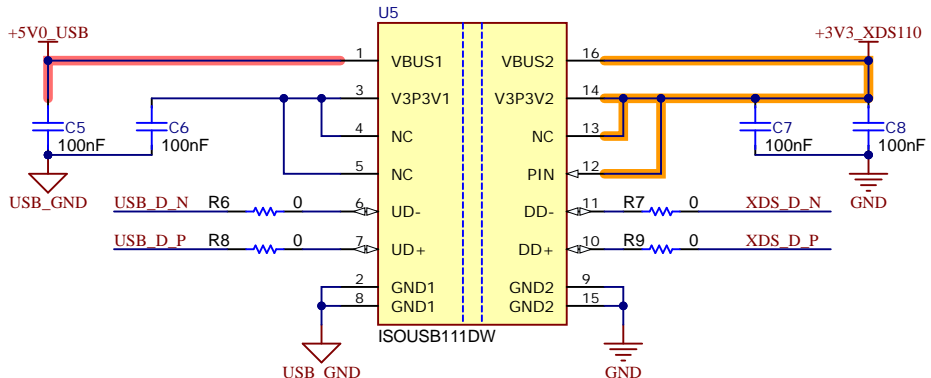 U5
+5V0_USB
+3V3_XDS110
1 VBUS1 VBUS2 16
3 V3P3V1 V3P3V2 14
C5 C6 4 NC NC 13 C7 C8
100nF 100nF 100nF 100nF
5 NC PIN 12
USB_GND GND
USB_D_N R6 0 6 UD- DD- 11 R7 0 XDS_D_N
USB_D_P R8 0 7 UD+ DD+ 10 R9 0 XDS_D_P
2 GND1 GND2 9
8 GND1 GND2 15
ISOUSB111DW
USB_GND GND